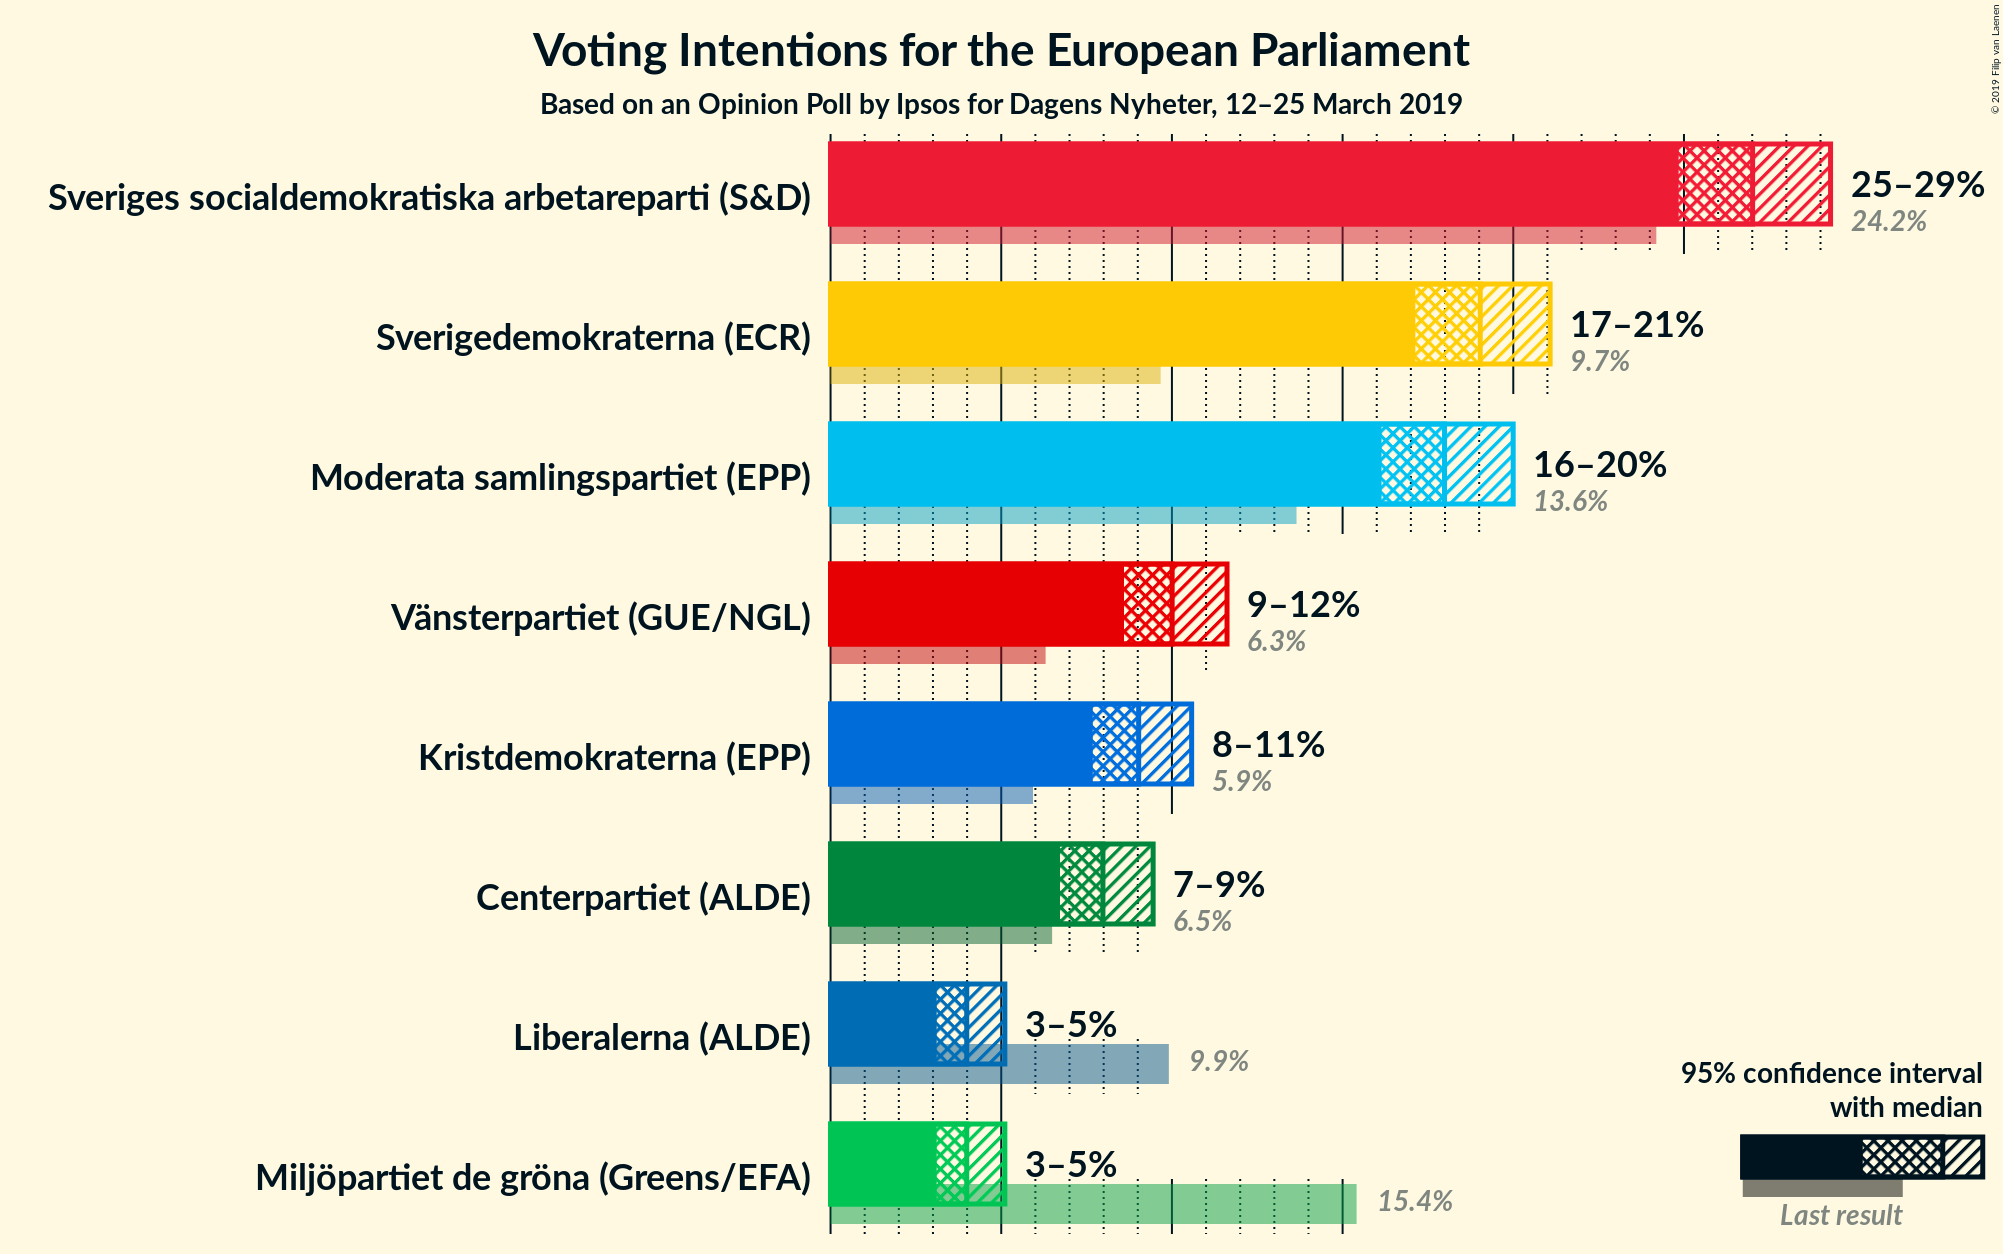 Voting Intentions for the European Parliament
Based on an Opinion Poll by Ipsos for Dagens Nyheter, 12–25 March 2019
© 2019 Filip van Laenen
Sveriges socialdemokratiska arbetareparti (S&D)
25–29%
24.2%
Sverigedemokraterna (ECR)
17–21%
9.7%
Moderata samlingspartiet (EPP)
16–20%
13.6%
Vänsterpartiet (GUE/NGL)
9–12%
6.3%
Kristdemokraterna (EPP)
8–11%
5.9%
Centerpartiet (ALDE)
7–9%
6.5%
Liberalerna (ALDE)
3–5%
9.9%
Miljöpartiet de gröna (Greens/EFA)
3–5%
15.4%
95% confidence interval
with median
Last result